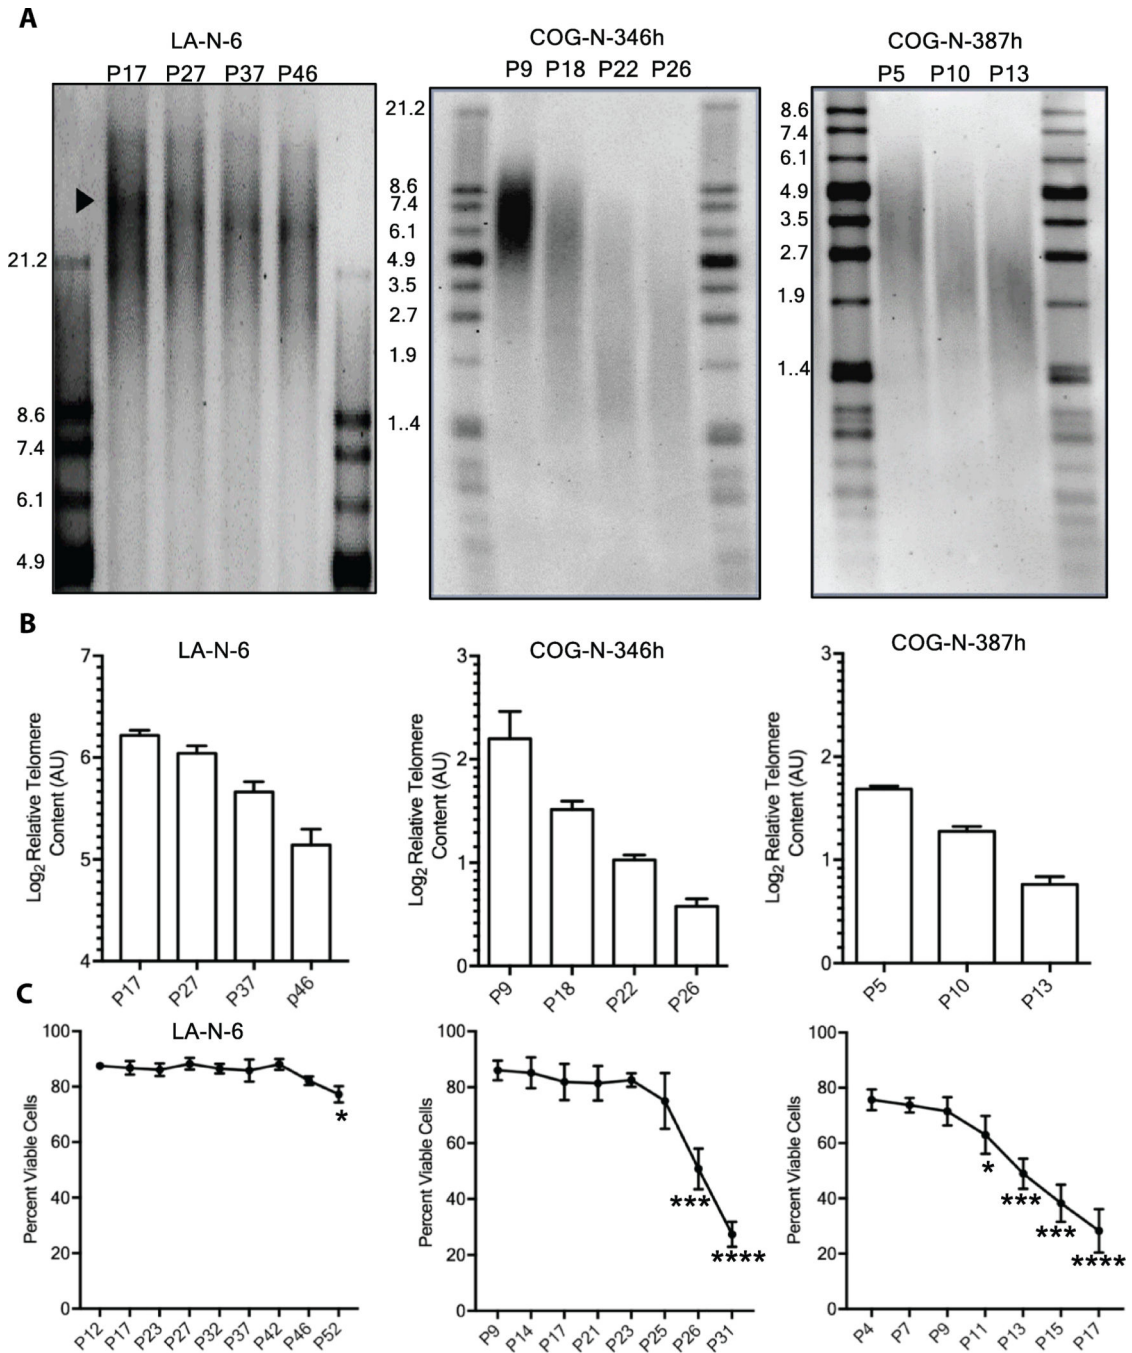 A
LA-N-6
P17 P27 P37 P46
21.2
8.6
7.4
6.1
4.9
COG-N-346h
P9 P18 P22 P26
21.2
8.6
7.4
6.1
4.9
3.5
2.7
1.9
1..4
COG-N-387h
P5 P10 P13
8.6
7.4
6.1
4.9
3.5
2.7
1.9
1..4
B
LA-N-6
Log2 Relative Telomere
Content (AU)
7
6
5
4
P17 P27 P37 p46
COG-N-346h
Log2 Relative Telomere
Content (AU)
3
2
1
0
P9 P18 P22 P26
COG-N-387h
Log2 Relative Telomere
Content (AU)
3
2
1
0
P5 P10 P13
C
LA-N-6
Percent Viable Cells
100
80
60
40
20
0
*
P12 P17 P23 P27 P32 P37 P42 P46 P52
Percent Viable Cells
100
80
60
40
20
0
***
****
P9 P14 P17 P21 P23 P25 P26 P31
Percent Viable Cells
100
80
60
40
20
0
*
***
***
****
P4 P7 P9 P11 P13 P15 P17